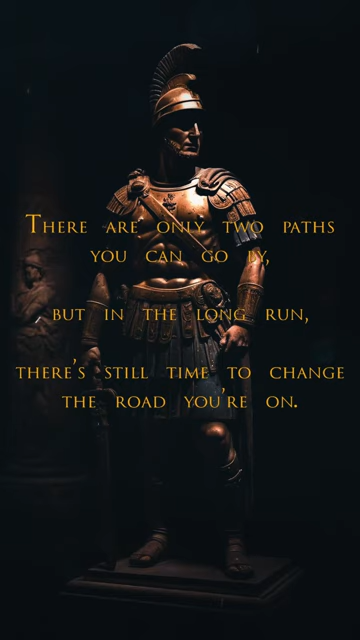 There are only two paths
you can go by,
but in the long run,
there's still time to change
the road you're on.